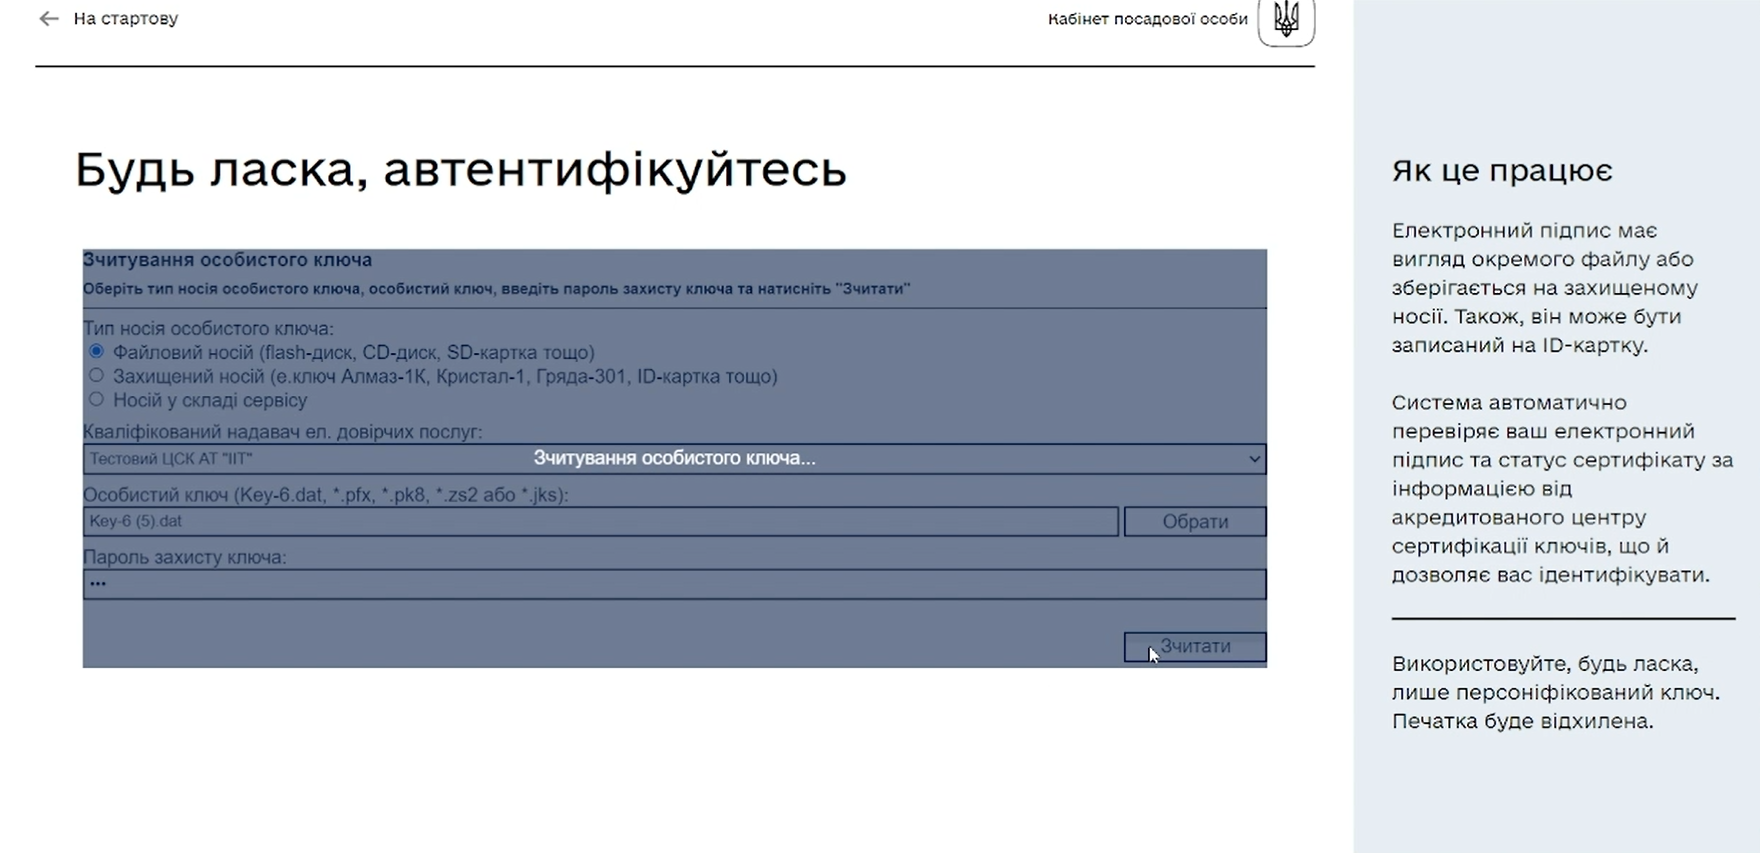 На стартову
Кабінет посадової особи
Будь ласка, автентифікуйтесь
Зчитування особистого ключа
Оберіть тип носія особистого ключа, особистий ключ, введіть пароль захисту ключа та натисніть "Зчитати"
Тип носія особистого ключа:
Файловий носій (flash-диск, CD-диск, SD-картка тощо)
Захищений носій (е.ключ Алмаз-1К, Кристал-1, Гряда-301, ID-картка тощо)
Носій у складі сервісу
Кваліфікований надавач ел. довірчих послуг:
Тестовий ЦСК АТ "ІІТ"
Зчитування особистого ключа...
Особистий ключ (Key-6.dat, *.pfx, *.pk8, *.zs2 або *.jks):
Key-6 (5).dat
Обрати
Пароль захисту ключа:
•••
Зчитати
Як це працює
Електронний підпис має
вигляд окремого файлу або
зберігається на захищеному
носії. Також, він може бути
записаний на ID-картку.
Система автоматично
перевіряє ваш електронний
підпис та статус сертифікату за
інформацією від
акредитованого центру
сертифікації ключів, що й
дозволяє вас ідентифікувати.
Використовуйте, будь ласка,
лише персоніфікований ключ.
Печатка буде відхилена.